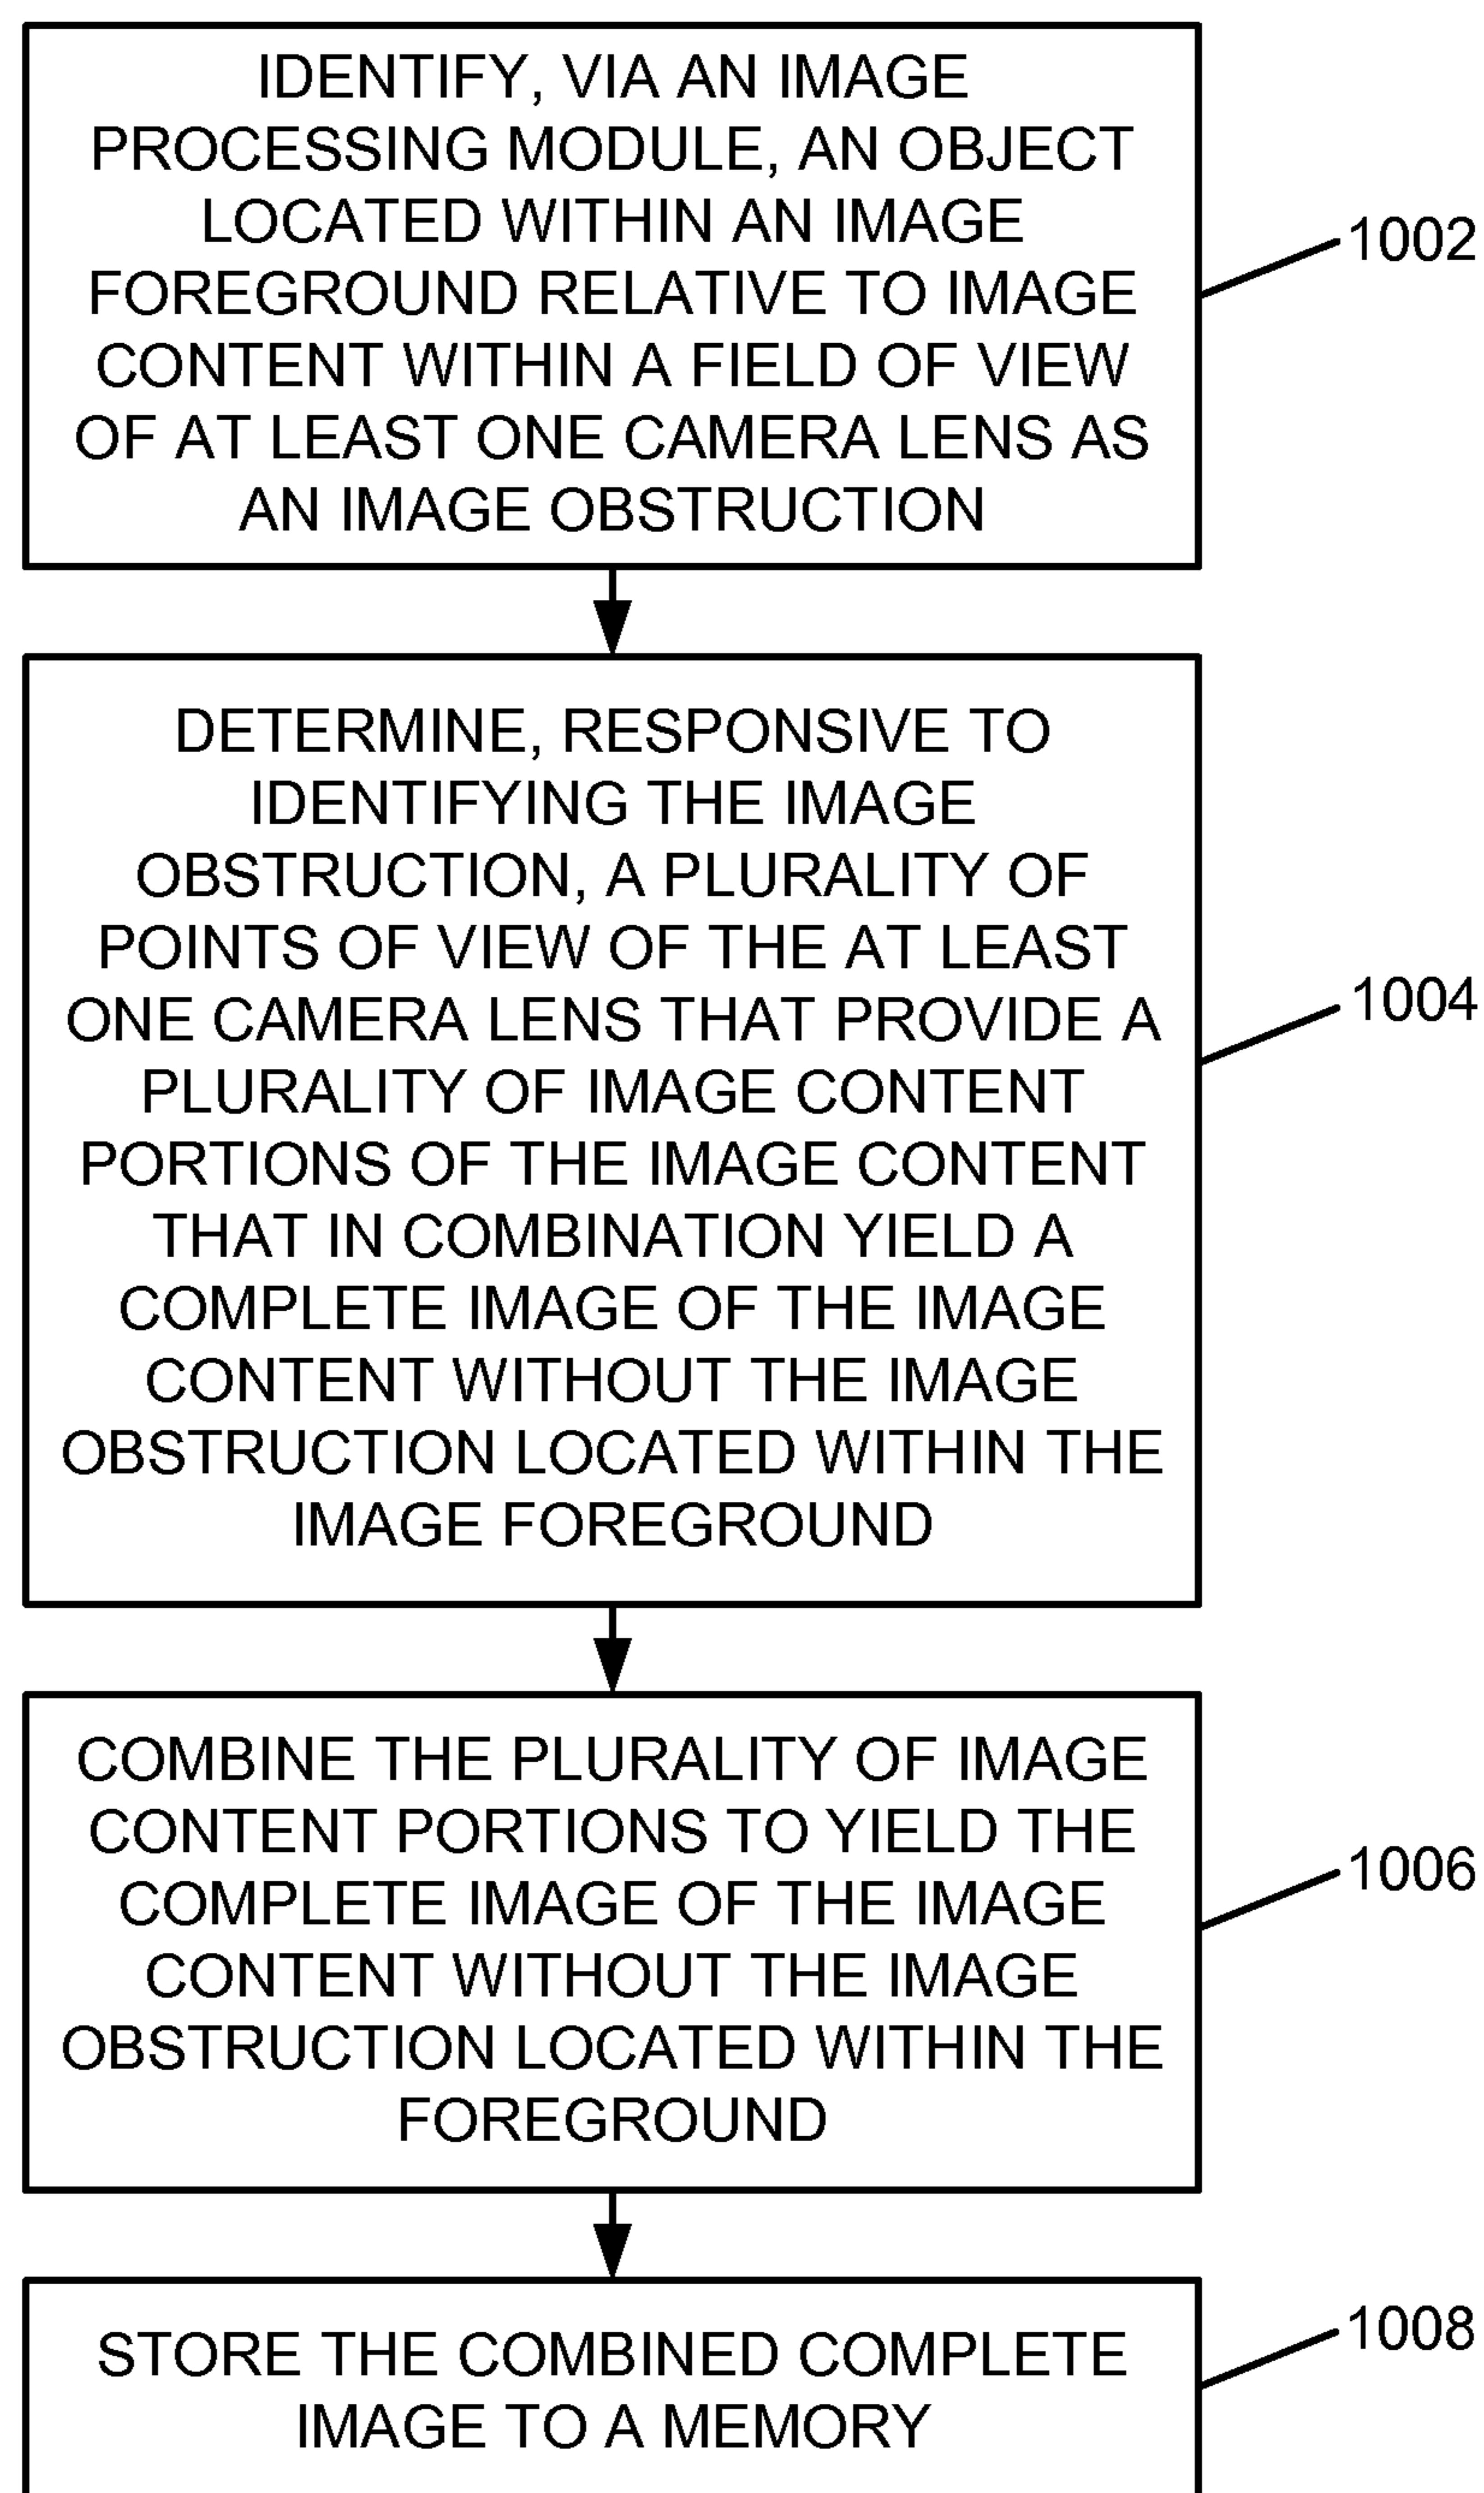 IDENTIFY, VIA AN IMAGE
PROCESSING MODULE, AN OBJECT
LOCATED WITHIN AN IMAGE
FOREGROUND RELATIVE TO IMAGE
CONTENT WITHIN A FIELD OF VIEW
OF AT LEAST ONE CAMERA LENS AS
AN IMAGE OBSTRUCTION
1002
DETERMINE, RESPONSIVE TO
IDENTIFYING THE IMAGE
OBSTRUCTION, A PLURALITY OF
POINTS OF VIEW OF THE AT LEAST
ONE CAMERA LENS THAT PROVIDE A
PLURALITY OF IMAGE CONTENT
PORTIONS OF THE IMAGE CONTENT
THAT IN COMBINATION YIELD A
COMPLETE IMAGE OF THE IMAGE
CONTENT WITHOUT THE IMAGE
OBSTRUCTION LOCATED WITHIN THE
IMAGE FOREGROUND
1004
COMBINE THE PLURALITY OF IMAGE
CONTENT PORTIONS TO YIELD THE
COMPLETE IMAGE OF THE IMAGE
CONTENT WITHOUT THE IMAGE
OBSTRUCTION LOCATED WITHIN THE
FOREGROUND
1006
STORE THE COMBINED COMPLETE
IMAGE TO A MEMORY
1008